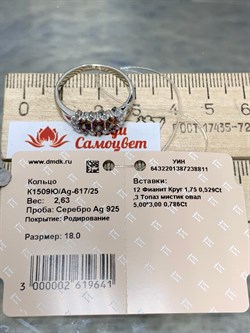 ГОСТ 17435-72
Самоцвет
www.dmdk.ru
УИН
6432201387238811
Кольцо
К1509Ю/Ag-617/25
Вес: 2,63
Проба: Серебро Ag 925
Покрытие: Родирование
Размер: 18.0
Вставки:
12 Фианит Круг 1,75 0,529Ct
,3 Топаз мистик овал
5,00*3,00 0,786Ct
3 000002 619641